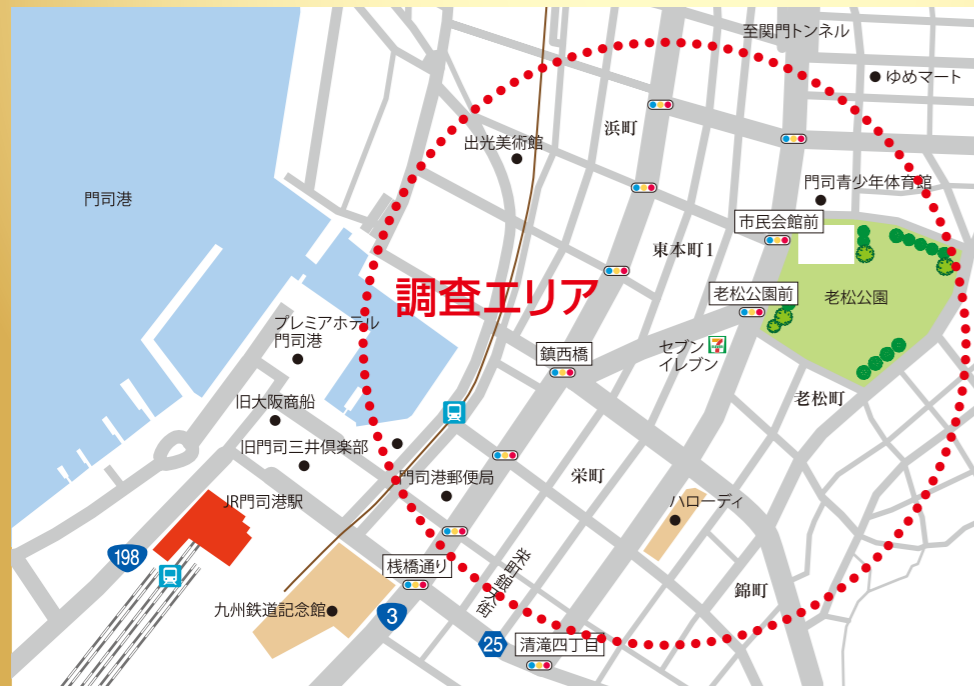 至関門トンネル
ゆめマート
浜町
出光美術館
門司青少年体育館
門司港
市民会館前
東本町1
調査エリア
老松公園前
老松公園
プレミアホテル
門司港
鎮西橋
セブン
イレブン
7
老松町
旧大阪商船
旧門司三井倶楽部
栄町
門司港郵便局
ハローディ
JR門司港駅
198
桟橋通り
栄町銀天街
錦町
九州鉄道記念館
3
25
清滝四丁目